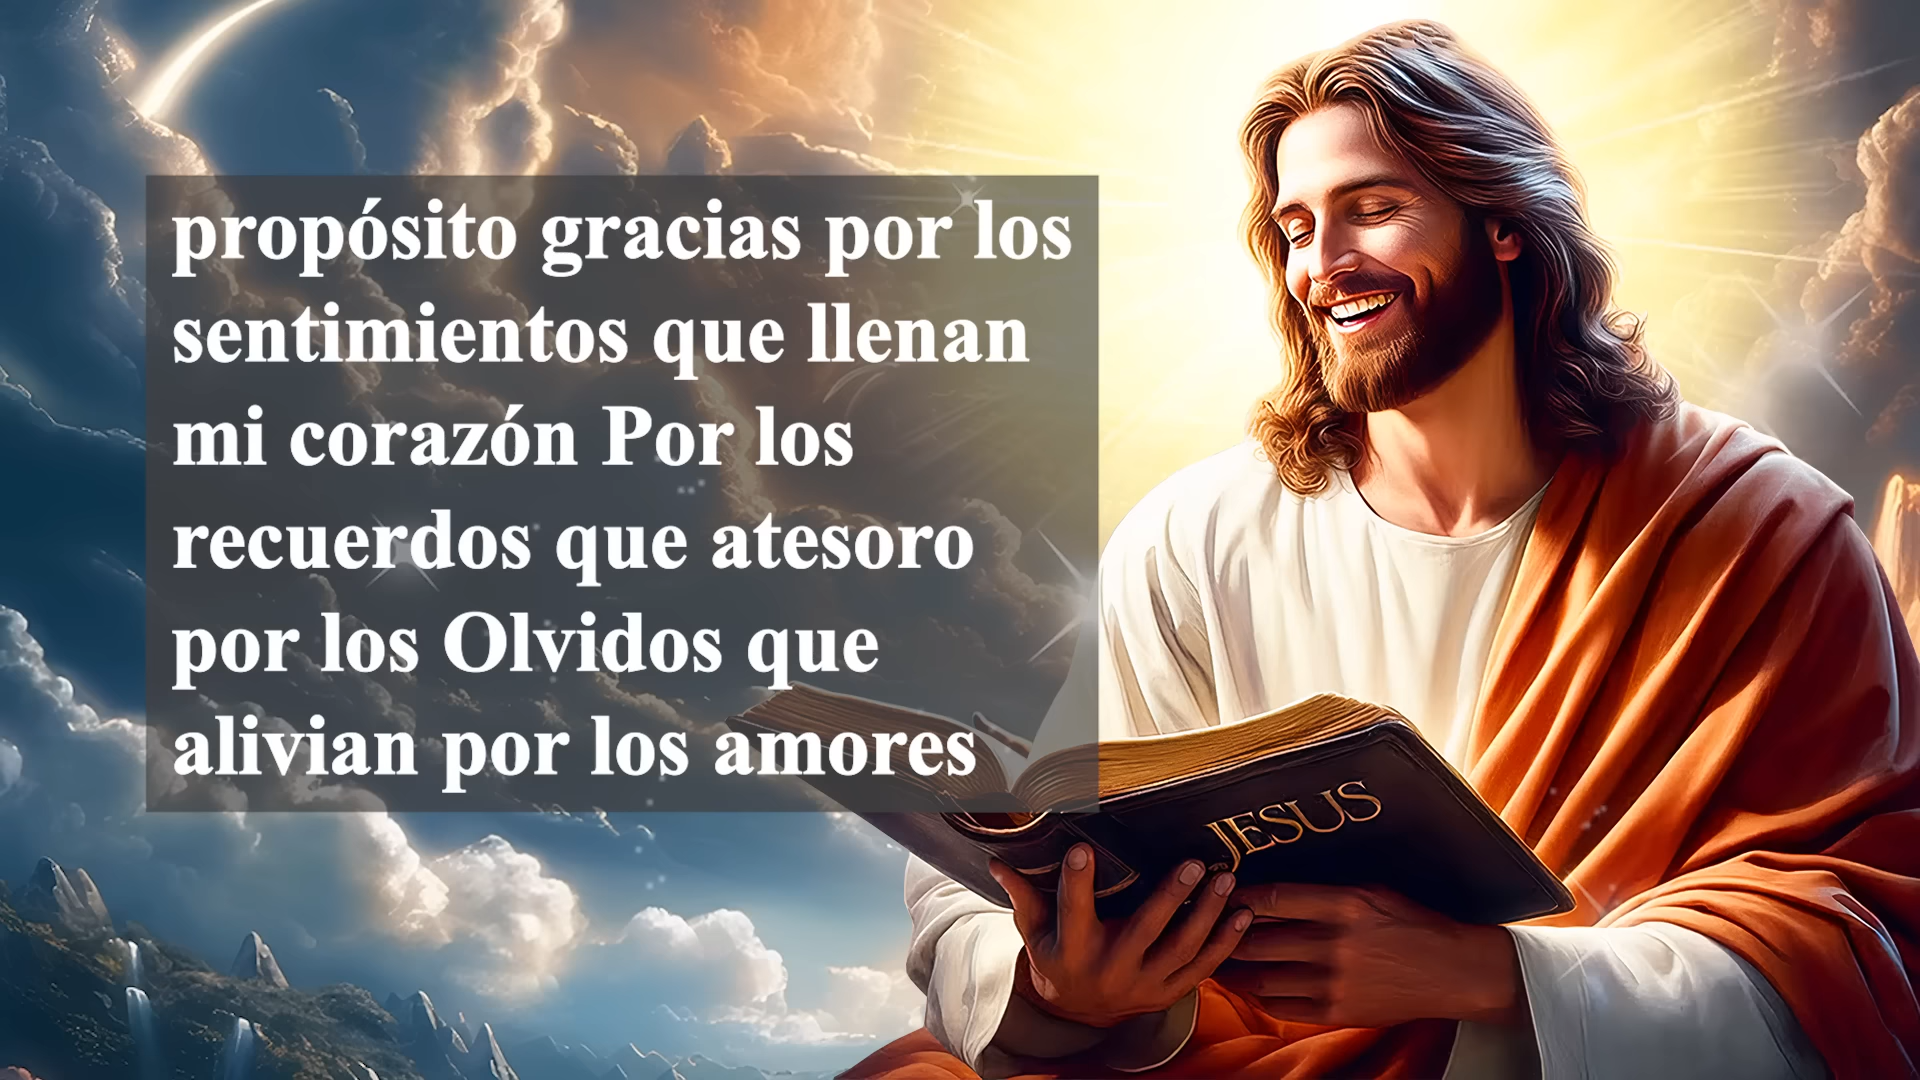 propósito gracias por los
sentimientos que llenan
mi corazón Por los
recuerdos que atesoro
por los Olvidos que
alivian por los amores
JESUS